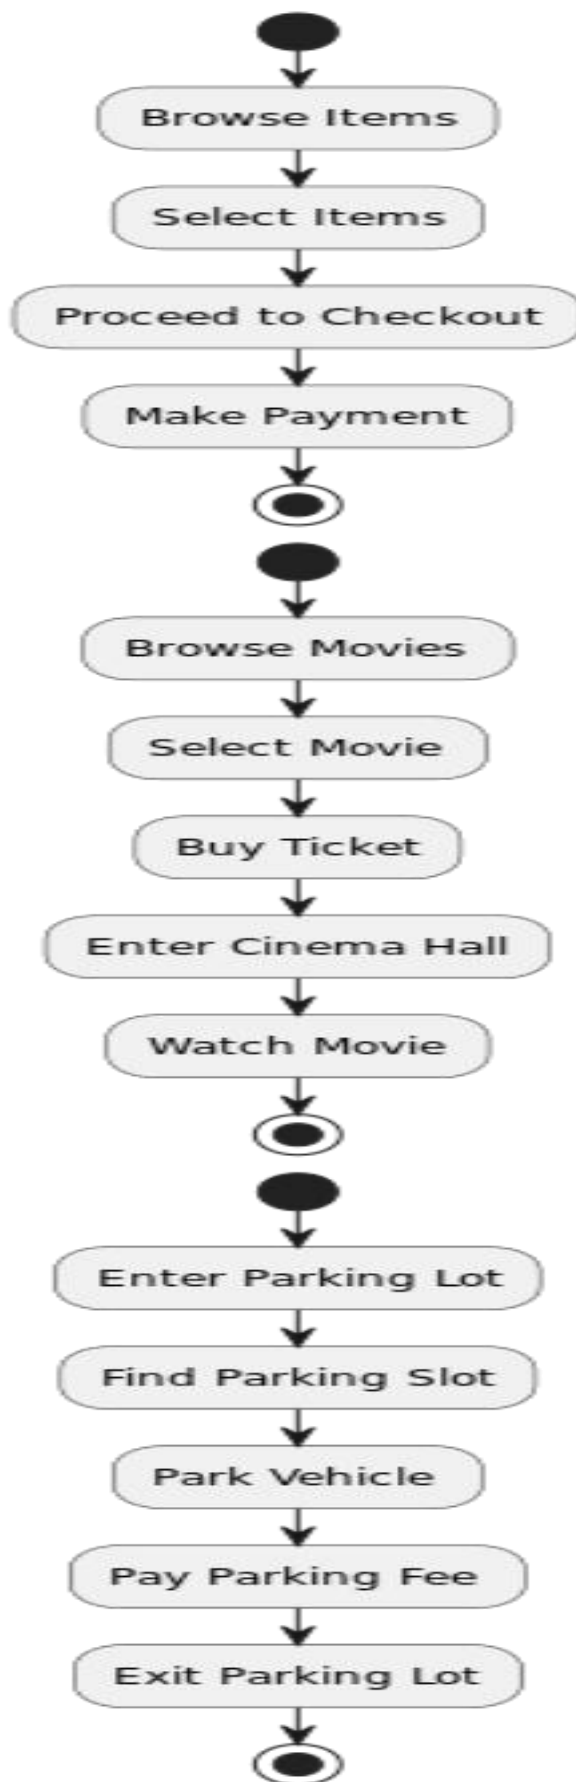 Browse Items
Select Items
Proceed to Checkout
Make Payment
Browse Movies
Select Movie
Buy Ticket
Enter Cinema Hall
Watch Movie
Enter Parking Lot
Find Parking Slot
Park Vehicle
Pay Parking Fee
Exit Parking Lot